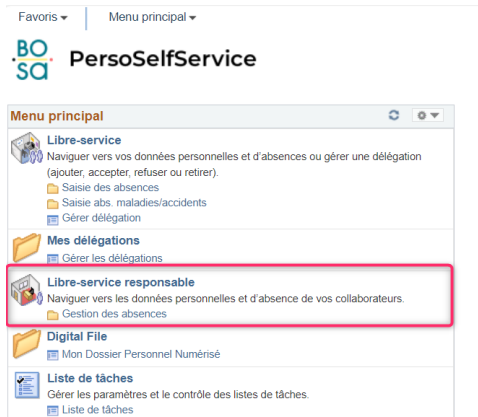 Favoris
Menu principal
BO
SA
PersoSelfService
Menu principal
Libre-service
Naviguer vers vos données personnelles et d'absences ou gérer une délégation
(ajouter, accepter, refuser ou retirer).
Saisie des absences
Saisie abs. maladies/accidents
Gérer délégation
Mes délégations
Gérer les délégations
Libre-service responsable
Naviguer vers les données personnelles et d'absence de vos collaborateurs.
Gestion des absences
Digital File
Mon Dossier Personnel Numérisé
Liste de tâches
Gérer les paramètres et le contrôle des listes de tâches.
Liste de tâches